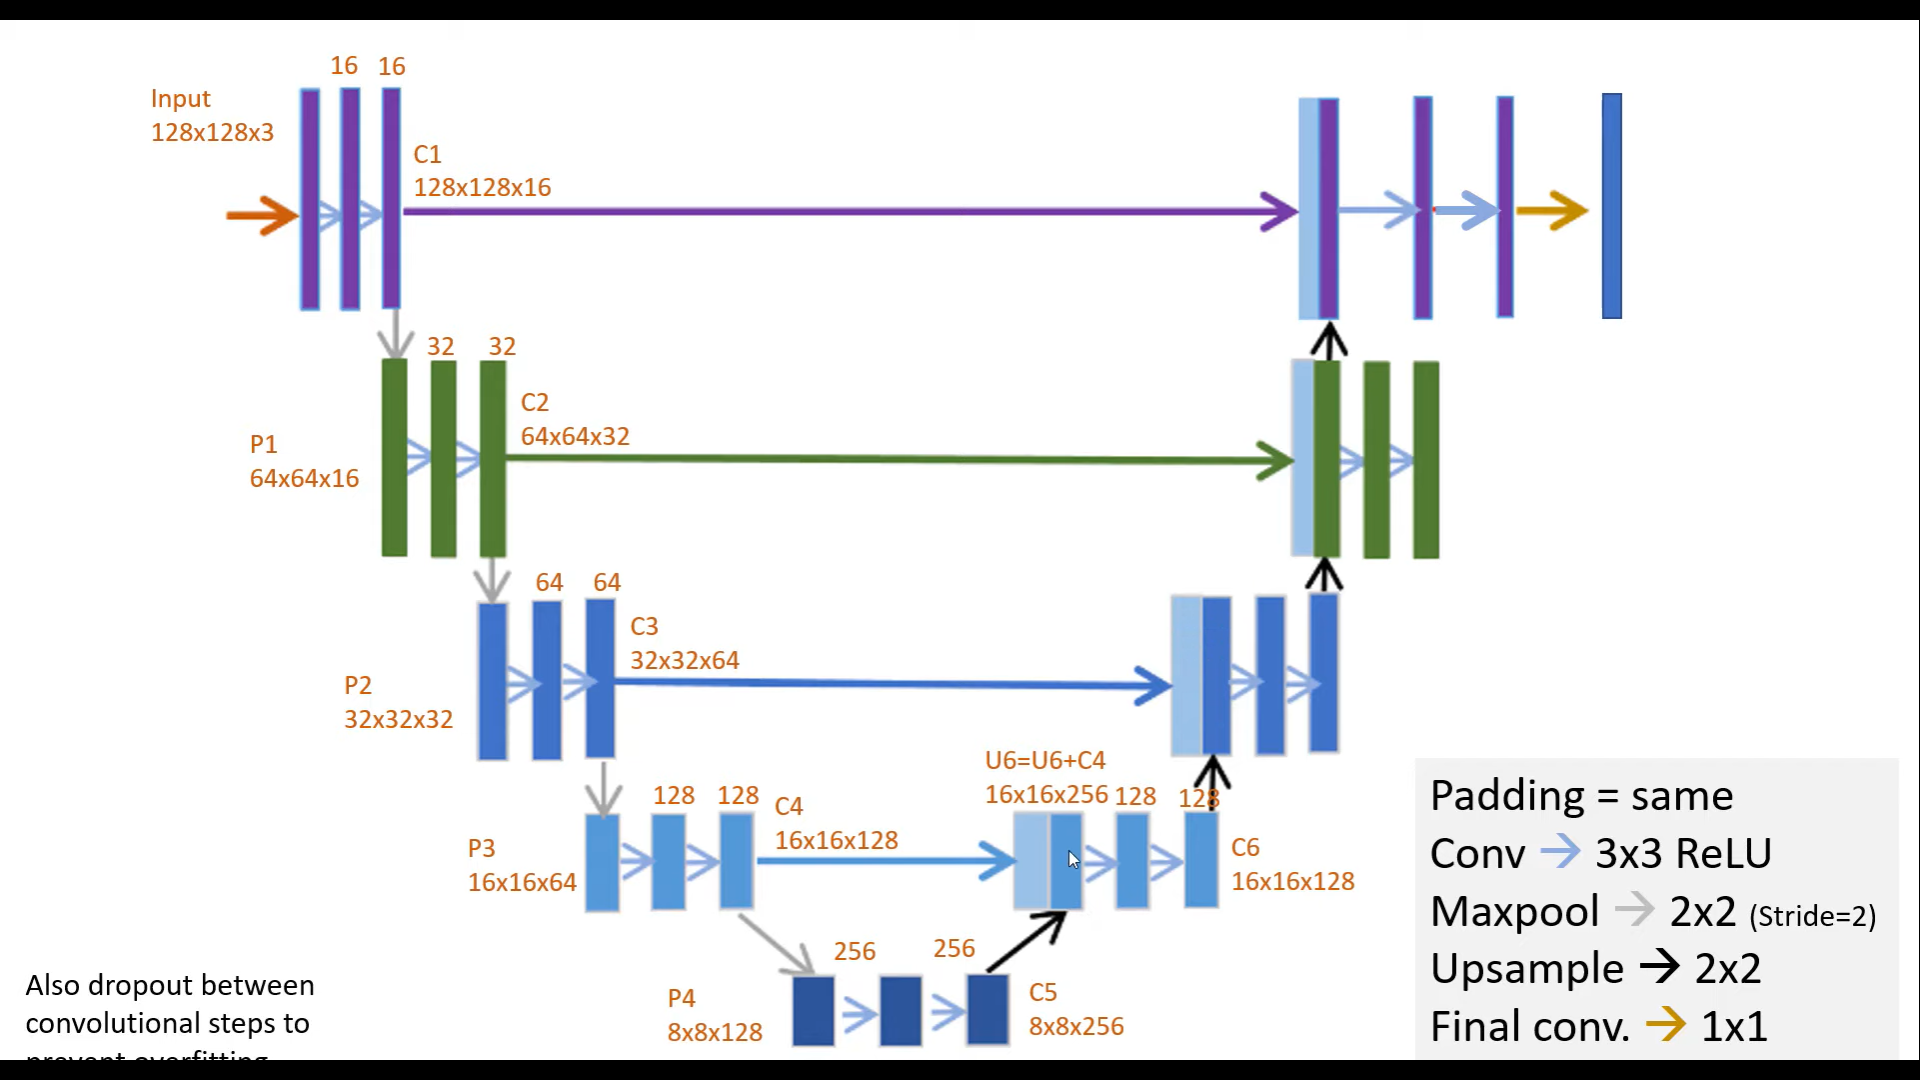 16 16
Input
128x128x3
C1
128x128x16
32 32
C2
64x64x32
P1
64x64x16
64 64
C3
32x32x64
P2
32x32x32
U6=U6+C4
16x16x256 128 128
128 128
C4
16x16x128
P3
16x16x64
C6
16x16x128
256 256
P4
8x8x128
C5
8x8x256
Padding = same
Conv → 3x3 ReLU
Maxpool → 2x2 (Stride=2)
Upsample → 2x2
Final conv. → 1x1
Also dropout between
convolutional steps to
prevent overfitting